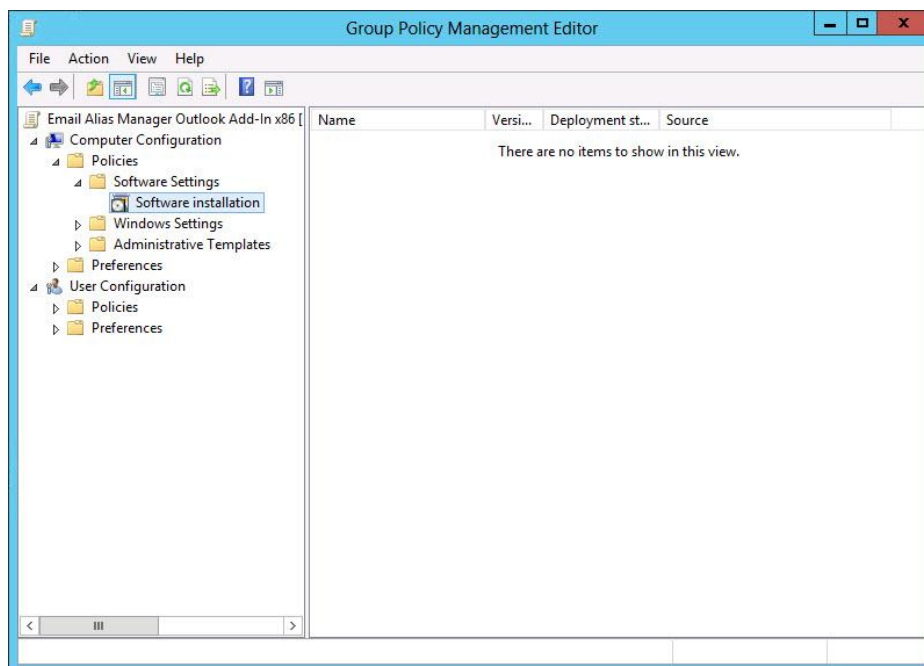 Group Policy Management Editor
File Action View Help
Email Alias Manager Outlook Add-In x86 [
Computer Configuration
Policies
Software Settings
Software installation
Windows Settings
Administrative Templates
Preferences
User Configuration
Policies
Preferences
Name Versi... Deployment st... Source
There are no items to show in this view.